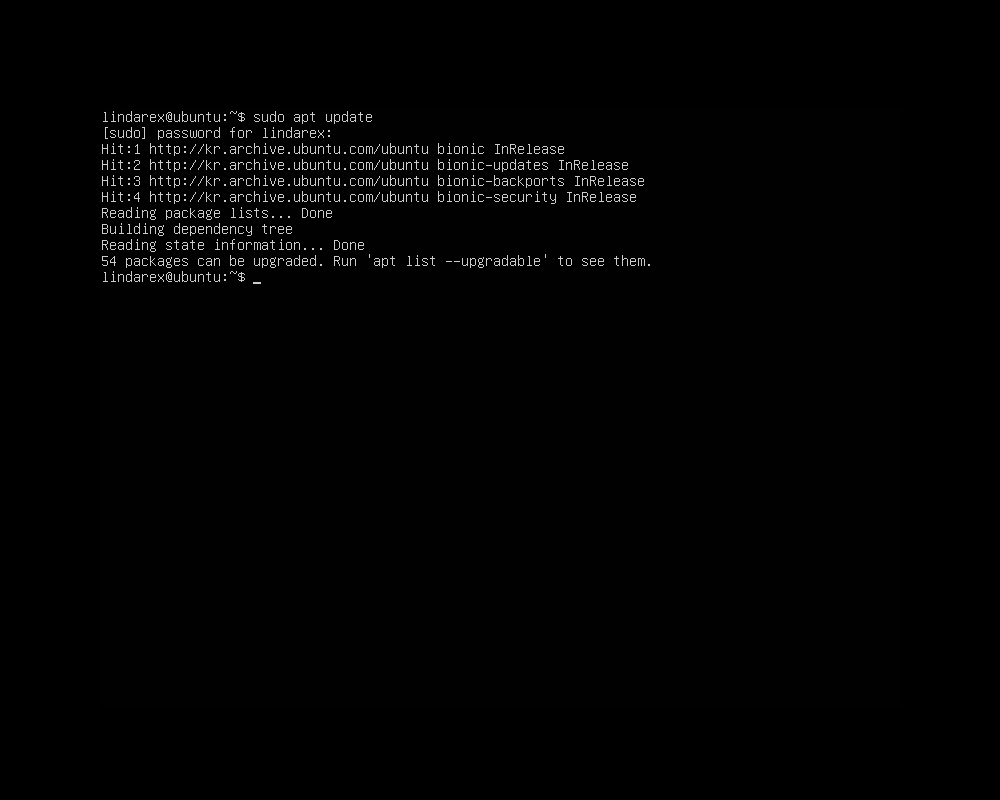 lindarex@ubuntu:~$ sudo apt update
[sudo] password for lindarex:
Hit:1 http://kr.archive.ubuntu.com/ubuntu bionic InRelease
Hit:2 http://kr.archive.ubuntu.com/ubuntu bionic-updates InRelease
Hit:3 http://kr.archive.ubuntu.com/ubuntu bionic-backports InRelease
Hit:4 http://kr.archive.ubuntu.com/ubuntu bionic-security InRelease
Reading package lists... Done
Building dependency tree
Reading state information... Done
54 packages can be upgraded. Run 'apt list --upgradable' to see them.
lindarex@ubuntu:~$ _